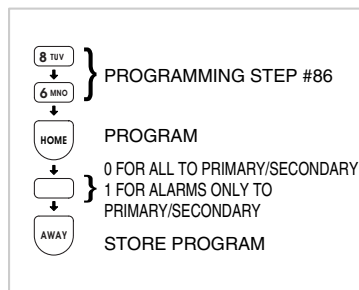 8 TUV
6 MNO
PROGRAMMING STEP #86
HOME
PROGRAM
0 FOR ALL TO PRIMARY/SECONDARY
1 FOR ALARMS ONLY TO
PRIMARY/SECONDARY
AWAY
STORE PROGRAM